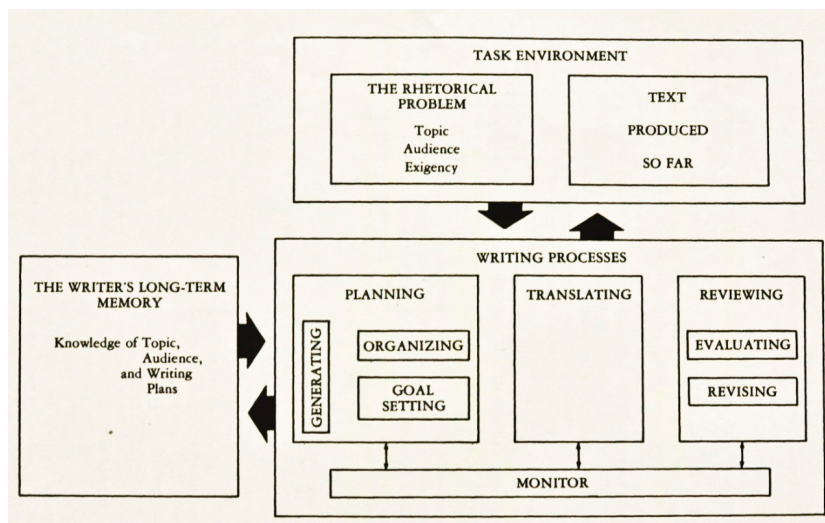 TASK ENVIRONMENT
THE RHETORICAL
PROBLEM
Topic
Audience
Exigency
TEXT
PRODUCED
SO FAR
THE WRITER'S LONG-TERM
MEMORY
Knowledge of Topic,
Audience,
and Writing
Plans
WRITING PROCESSES
PLANNING
GENERATING
ORGANIZING
GOAL
SETTING
TRANSLATING
REVIEWING
EVALUATING
REVISING
MONITOR